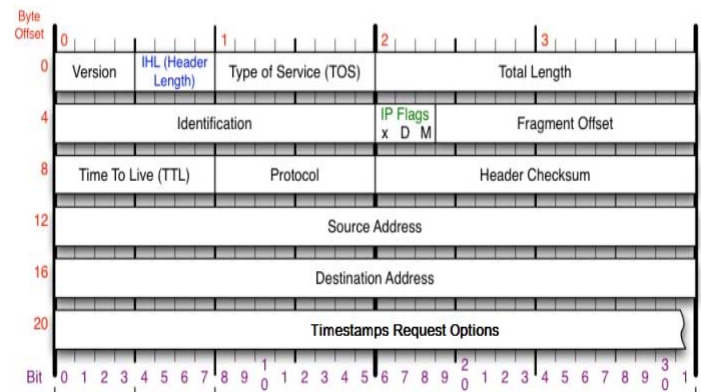 Byte
Offset
0 1 2 3
0 Version IHL (Header Length) Type of Service (TOS) Total Length
4 Identification IP Flags x D M Fragment Offset
8 Time To Live (TTL) Protocol Header Checksum
12 Source Address
16 Destination Address
20 Timestamps Request Options
Bit 0 1 2 3 4 5 6 7 8 9 1 0 1 2 3 4 5 6 7 8 9 2 0 1 2 3 4 5 6 7 8 9 3 0 1